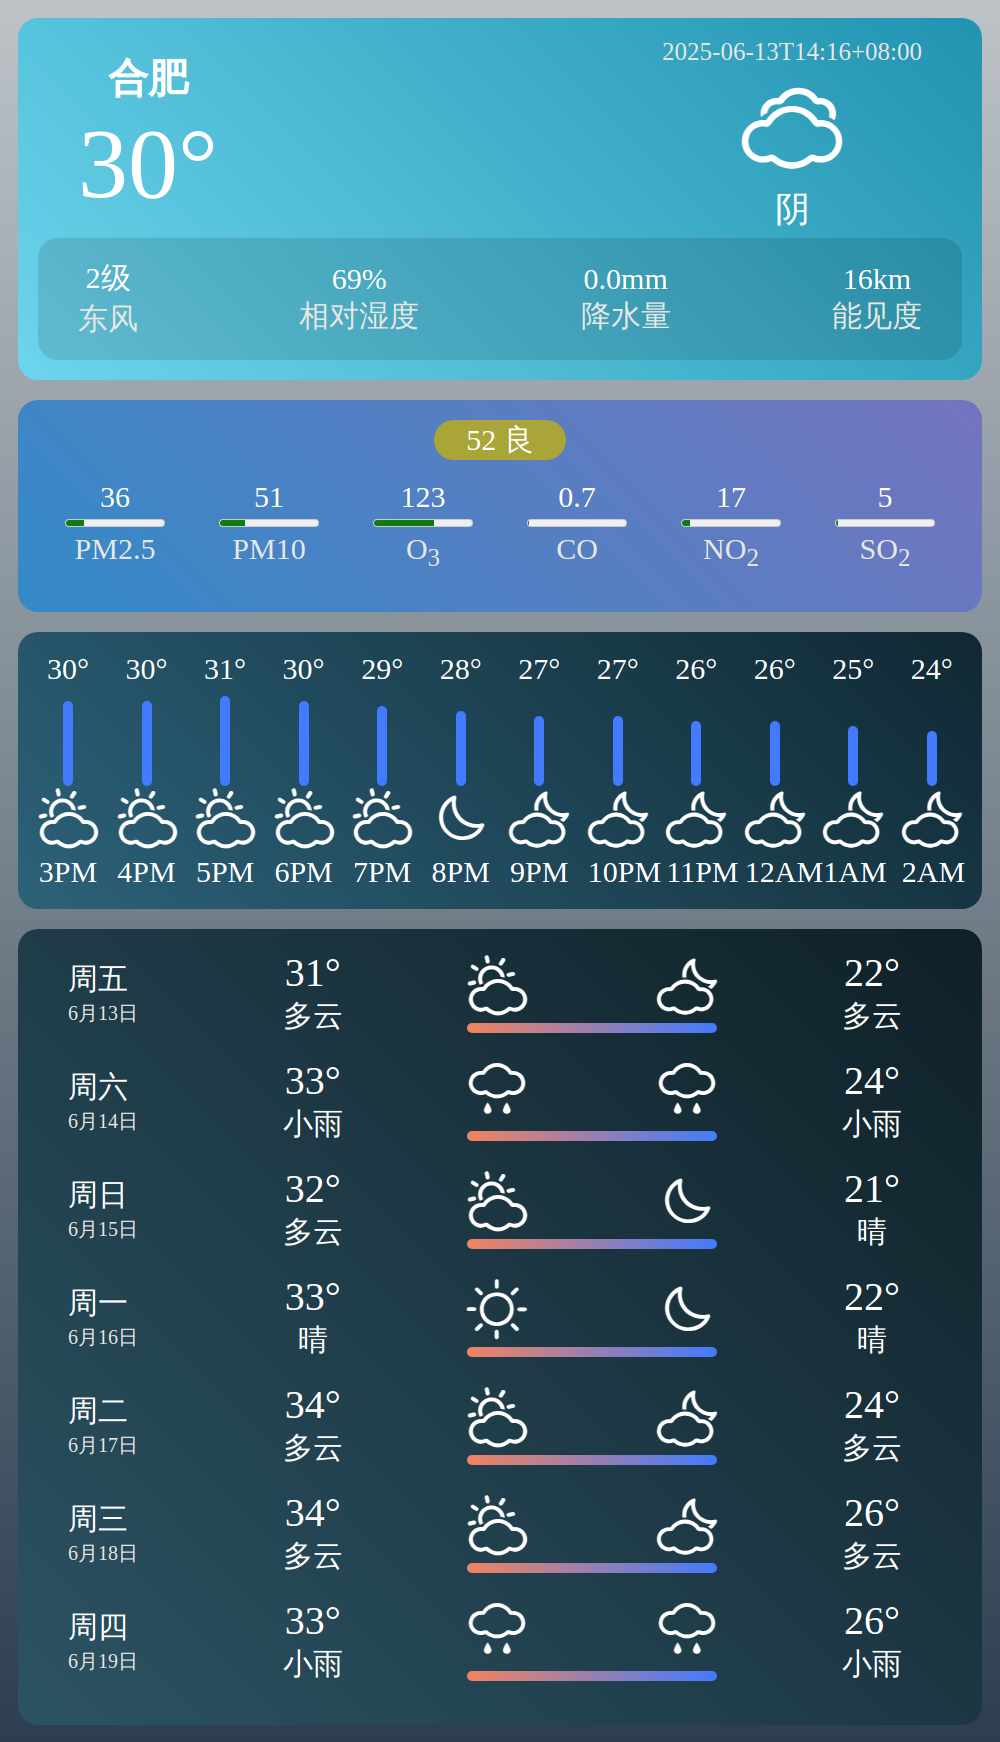 合肥
30°
2025-06-13T14:16+08:00
阴
2级 69% 0.0mm 16km
东风 相对湿度 降水量 能见度
52 良
36 51 123 0.7 17 5
PM2.5 PM10 O3 CO NO2 SO2
30° 30° 31° 30° 29° 28° 27° 27° 26° 26° 25° 24°
3PM 4PM 5PM 6PM 7PM 8PM 9PM 10PM 11PM 12AM 1AM 2AM
周五 31° 22°
6月13日 多云 多云
周六 33° 24°
6月14日 小雨 小雨
周日 32° 21°
6月15日 多云 晴
周一 33° 22°
6月16日 晴 晴
周二 34° 24°
6月17日 多云 多云
周三 34° 26°
6月18日 多云 多云
周四 33° 26°
6月19日 小雨 小雨